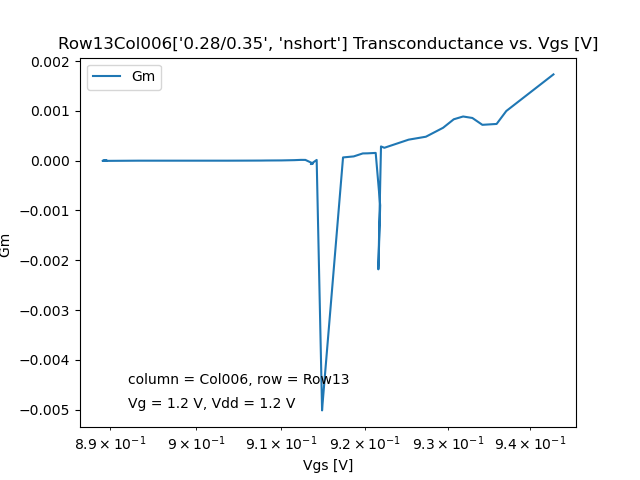 Row13Col006['0.28/0.35', 'nshort'] Transconductance vs. Vgs [V]
Gm
0.002
0.001
0.000
−0.001
−0.002
−0.003
−0.004
−0.005
Gm
column = Col006, row = Row13
Vg = 1.2 V, Vdd = 1.2 V
8.9 × 10⁻¹ 9 × 10⁻¹ 9.1 × 10⁻¹ 9.2 × 10⁻¹ 9.3 × 10⁻¹ 9.4 × 10⁻¹
Vgs [V]